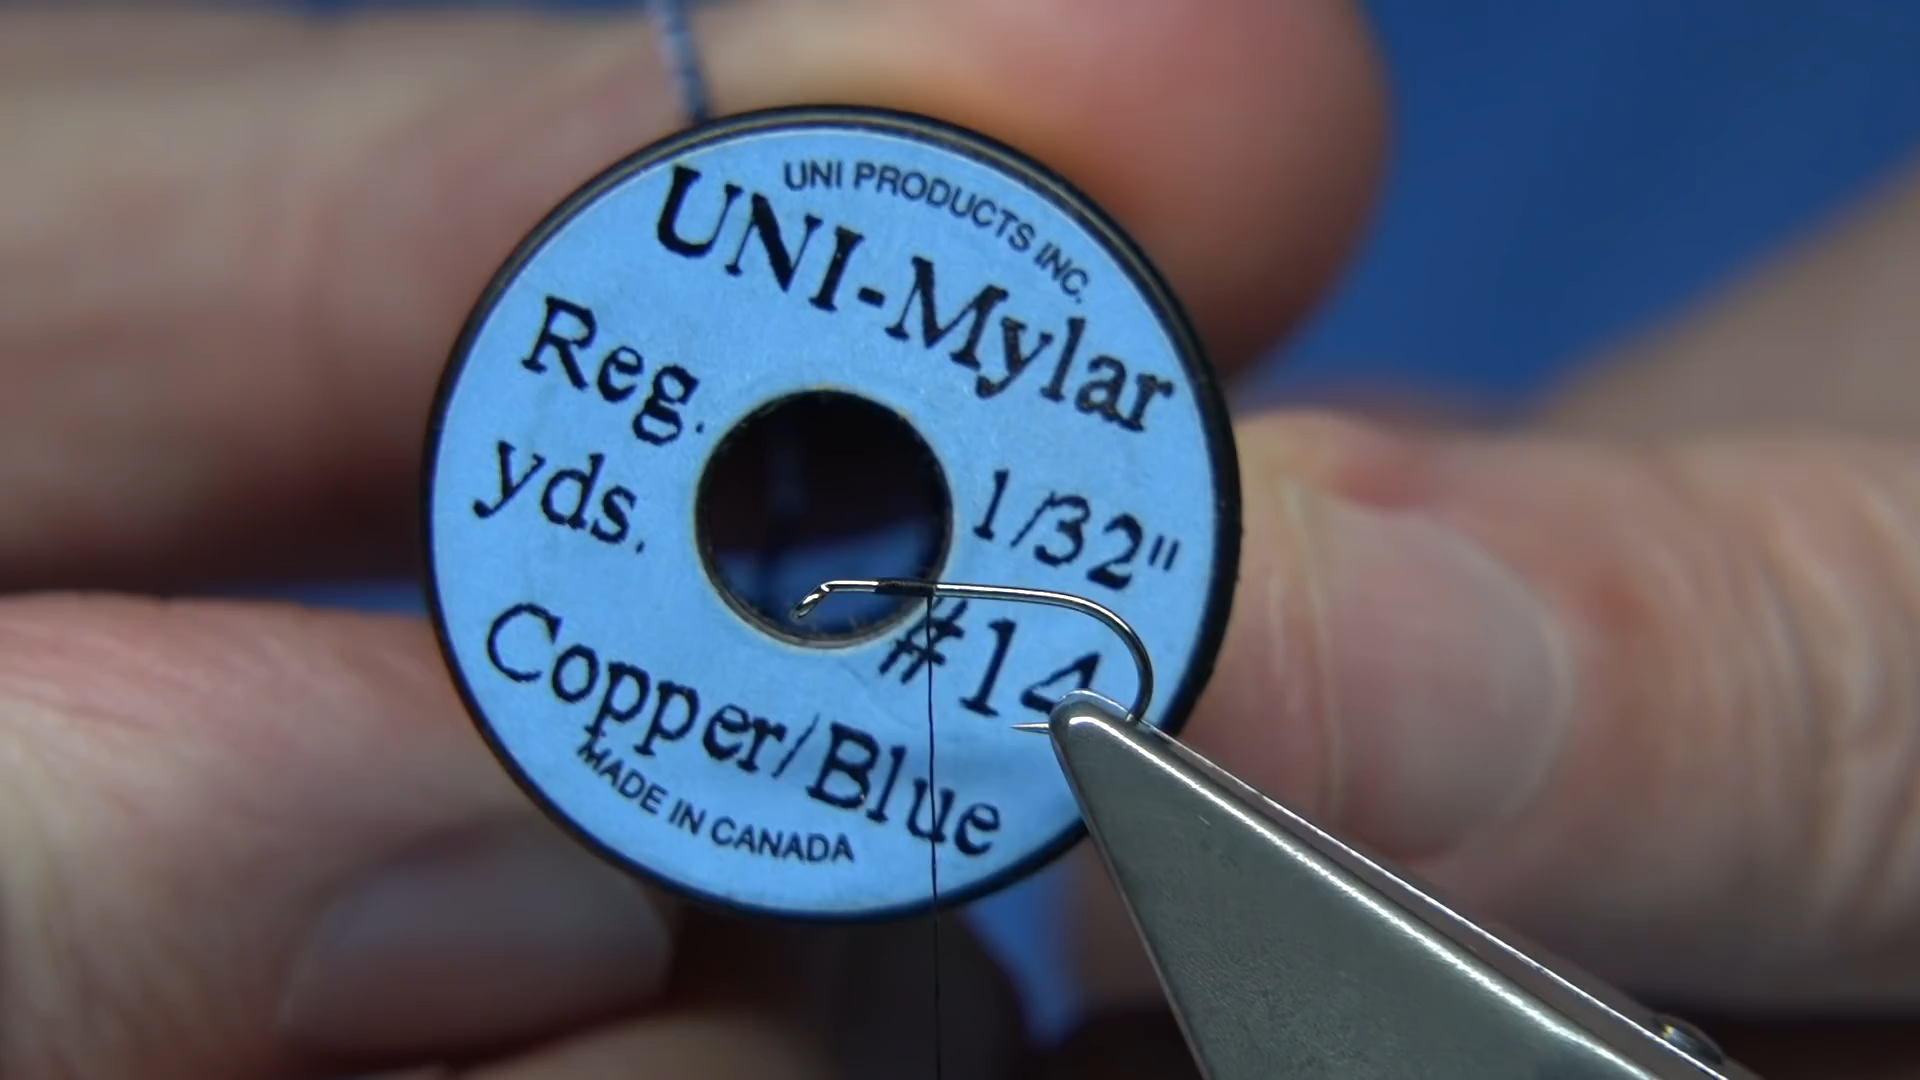 UNI PRODUCTS INC.
UNI-Mylar
Reg.
yds.
1/32"
#14
Copper/Blue
MADE IN CANADA